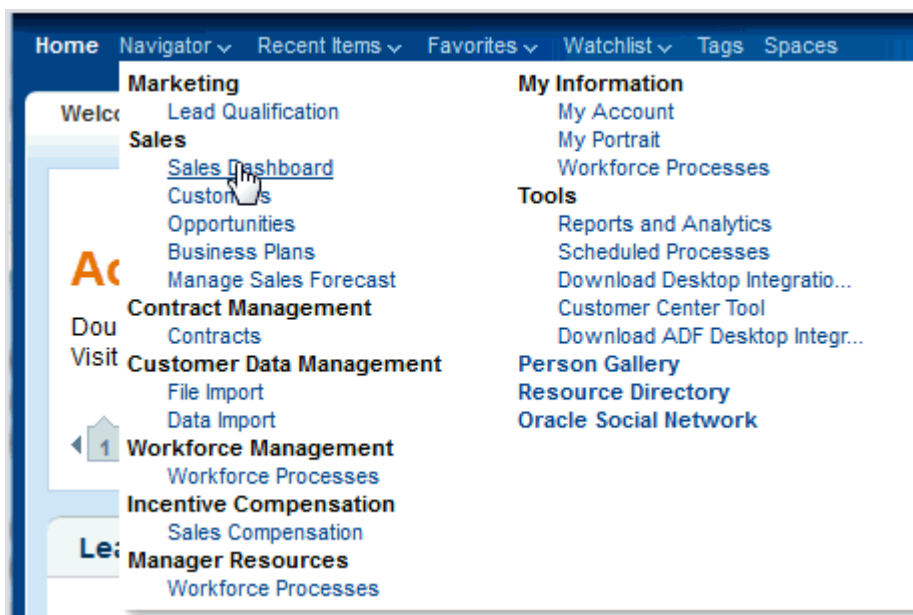 Home Navigator Recent Items Favorites Watchlist Tags Spaces
Marketing
Lead Qualification
Sales
Sales Dashboard
Customers
Opportunities
Business Plans
Manage Sales Forecast
Contract Management
Contracts
Customer Data Management
File Import
Data Import
Workforce Management
Workforce Processes
Incentive Compensation
Sales Compensation
Manager Resources
Workforce Processes
My Information
My Account
My Portrait
Workforce Processes
Tools
Reports and Analytics
Scheduled Processes
Download Desktop Integratio...
Customer Center Tool
Download ADF Desktop Integr...
Person Gallery
Resource Directory
Oracle Social Network
Welc
Ac
Dou
Visit
1
Lea